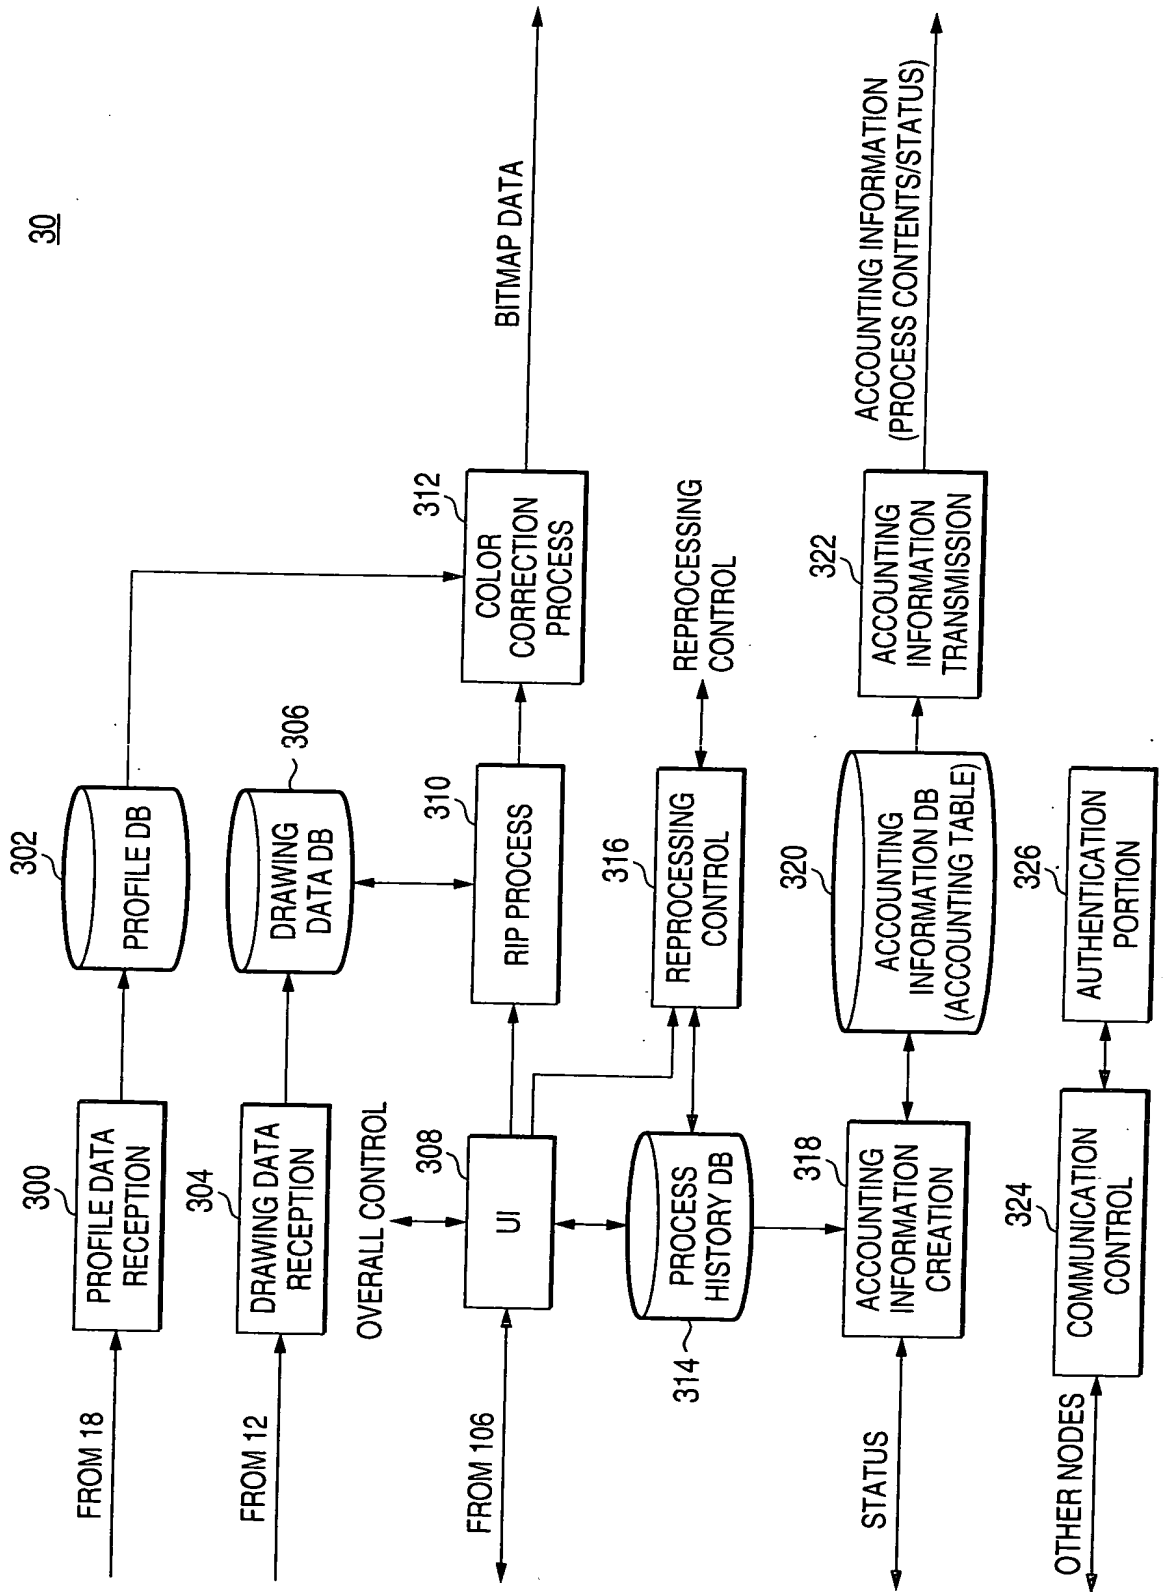 30
FROM 18
300
PROFILE DATA
RECEPTION
302
PROFILE DB
FROM 12
304
DRAWING DATA
RECEPTION
306
DRAWING
DATA DB
OVERALL CONTROL
FROM 106
308
UI
310
RIP PROCESS
312
COLOR
CORRECTION
PROCESS
BITMAP DATA
314
PROCESS
HISTORY DB
316
REPROCESSING
CONTROL
REPROCESSING
CONTROL
STATUS
318
ACCOUNTING
INFORMATION
CREATION
320
ACCOUNTING
INFORMATION DB
(ACCOUNTING TABLE)
322
ACCOUNTING
INFORMATION
TRANSMISSION
ACCOUNTING INFORMATION
(PROCESS CONTENTS/STATUS)
OTHER NODES
324
COMMUNICATION
CONTROL
326
AUTHENTICATION
PORTION